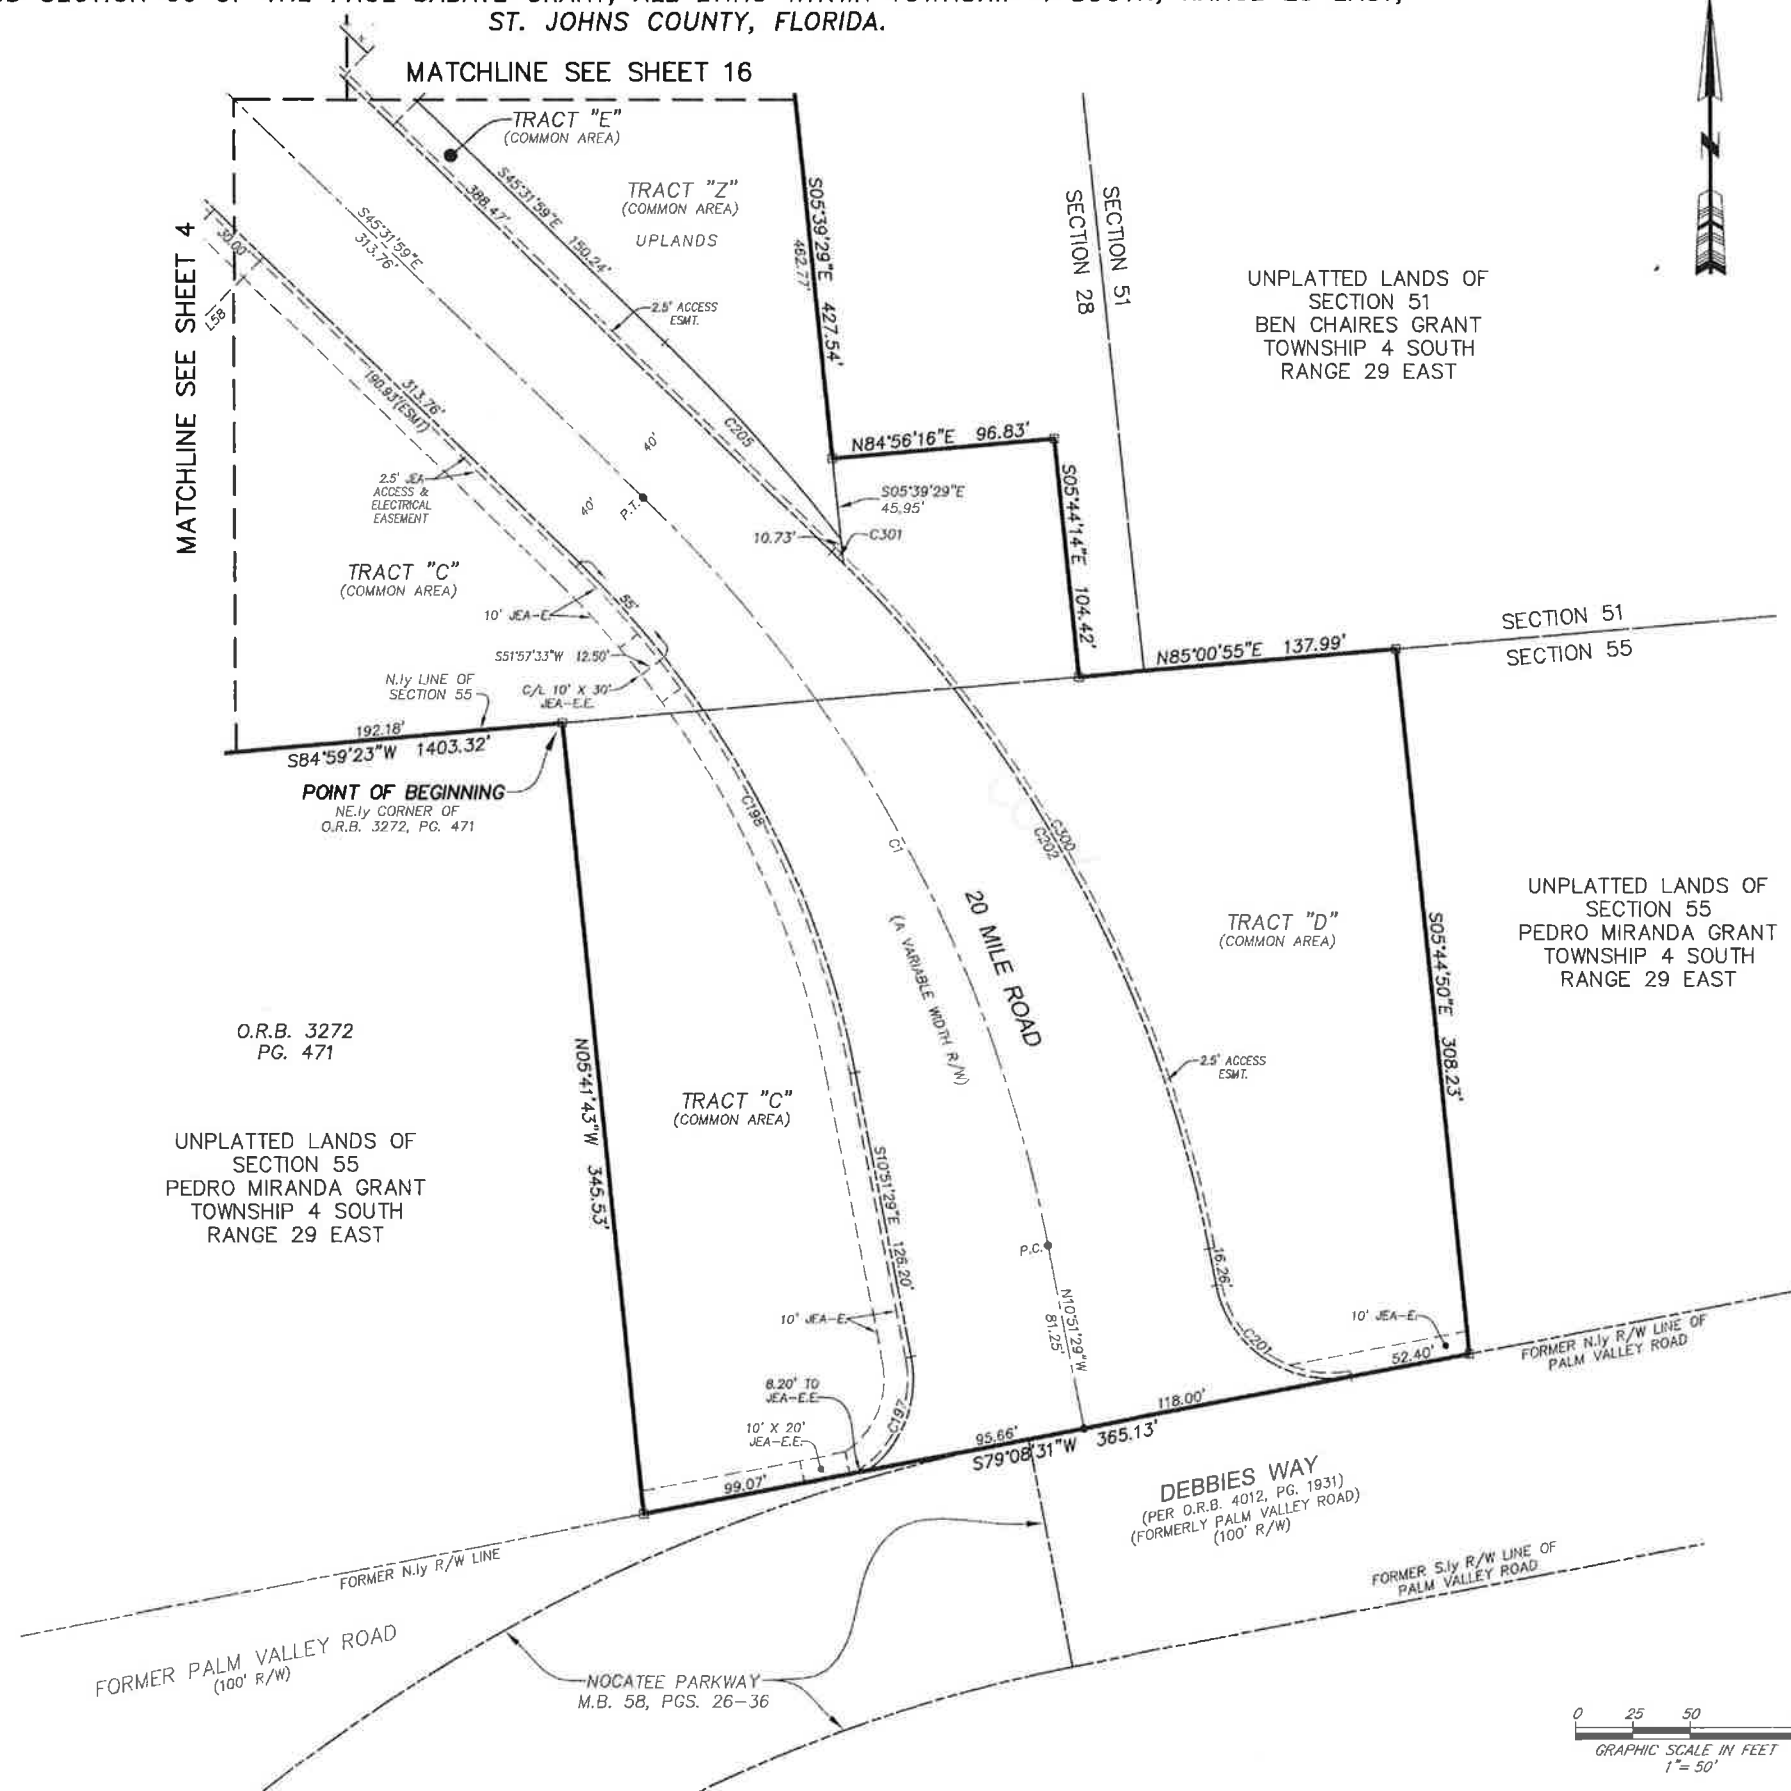 ST. JOHNS COUNTY, FLORIDA.
MATCHLINE SEE SHEET 16
N
TRACT "E"
(COMMON AREA)
TRACT "Z"
(COMMON AREA)
UPLANDS
S45°31'59"E 150.24'
388.47'
S45°31'59"E
313.76'
S05°39'29"E 427.54'
462.77'
SECTION 51
SECTION 28
UNPLATTED LANDS OF
SECTION 51
BEN CHAIRES GRANT
TOWNSHIP 4 SOUTH
RANGE 29 EAST
MATCHLINE SEE SHEET 4
30.00'
L58
2.5' ACCESS
ESMT.
313.76'
190.93'(ESMT)
C205
40'
40'
P.T.
N84°56'16"E 96.83'
S05°39'29"E
45.95'
10.73'
C301
S05°44'14"E 104.42'
2.5' JEA
ACCESS &
ELECTRICAL
EASEMENT
TRACT "C"
(COMMON AREA)
10' JEA-E.
55'
S51°57'33"W 12.50'
C/L 10' X 30'
JEA-E.E.
N.ly LINE OF
SECTION 55
N85°00'55"E 137.99'
SECTION 51
SECTION 55
192.18'
S84°59'23"W 1403.32'
POINT OF BEGINNING
NE.ly CORNER OF
O.R.B. 3272, PG. 471
C198
C1
C300
C202
20 MILE ROAD
(A VARIABLE WIDTH R/W)
TRACT "D"
(COMMON AREA)
S05°44'50"E 308.23'
UNPLATTED LANDS OF
SECTION 55
PEDRO MIRANDA GRANT
TOWNSHIP 4 SOUTH
RANGE 29 EAST
O.R.B. 3272
PG. 471
N05°41'43"W 345.53'
TRACT "C"
(COMMON AREA)
2.5' ACCESS
ESMT.
UNPLATTED LANDS OF
SECTION 55
PEDRO MIRANDA GRANT
TOWNSHIP 4 SOUTH
RANGE 29 EAST
S10°51'29"E 126.20'
P.C.
N10°51'29"W
81.25'
16.26'
10' JEA-E.
10' JEA-E.
C201
52.40'
FORMER N.ly R/W LINE OF
PALM VALLEY ROAD
8.20' TO
JEA-E.E.
10' X 20'
JEA-E.E.
C197
118.00'
95.66'
S79°08'31"W 365.13'
99.07'
DEBBIES WAY
(PER O.R.B. 4012, PG. 1931)
(FORMERLY PALM VALLEY ROAD)
(100' R/W)
FORMER N.ly R/W LINE
FORMER S.ly R/W LINE OF
PALM VALLEY ROAD
FORMER PALM VALLEY ROAD
(100' R/W)
NOCATEE PARKWAY
M.B. 58, PGS. 26-36
0 25 50
GRAPHIC SCALE IN FEET
1"= 50'